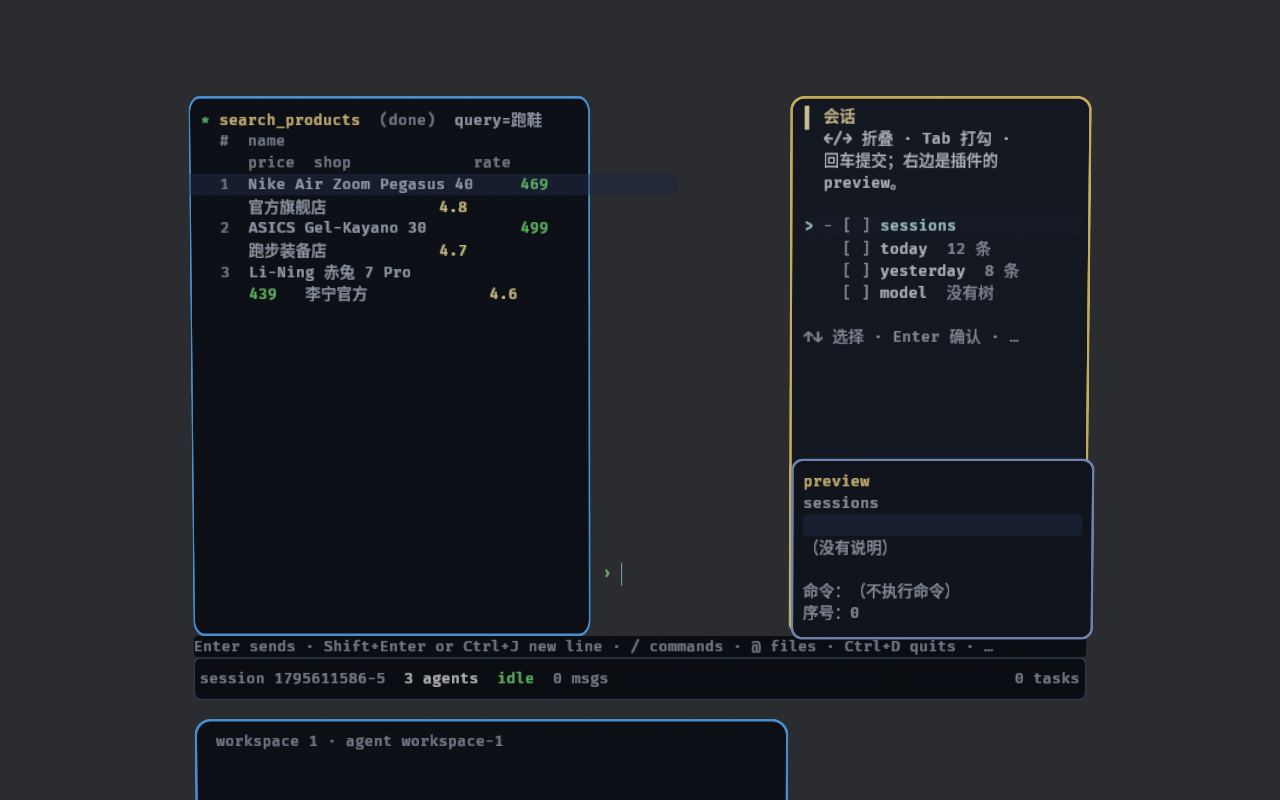 * search_products (done) query=跑鞋
# name
price shop rate
1 Nike Air Zoom Pegasus 40 469
官方旗舰店 4.8
2 ASICS Gel-Kayano 30 499
跑步装备店 4.7
3 Li-Ning 赤兔 7 Pro
439 李宁官方 4.6
›
会话
←/→ 折叠 · Tab 打勾 ·
回车提交; 右边是插件的
preview。
> - [ ] sessions
[ ] today 12 条
[ ] yesterday 8 条
[ ] model 没有树
↑↓ 选择 · Enter 确认 · …
preview
sessions
（没有说明）
命令: （不执行命令）
序号: 0
Enter sends · Shift+Enter or Ctrl+J new line · / commands · @ files · Ctrl+D quits · …
session 1795611586-5 3 agents idle 0 msgs 0 tasks
workspace 1 · agent workspace-1